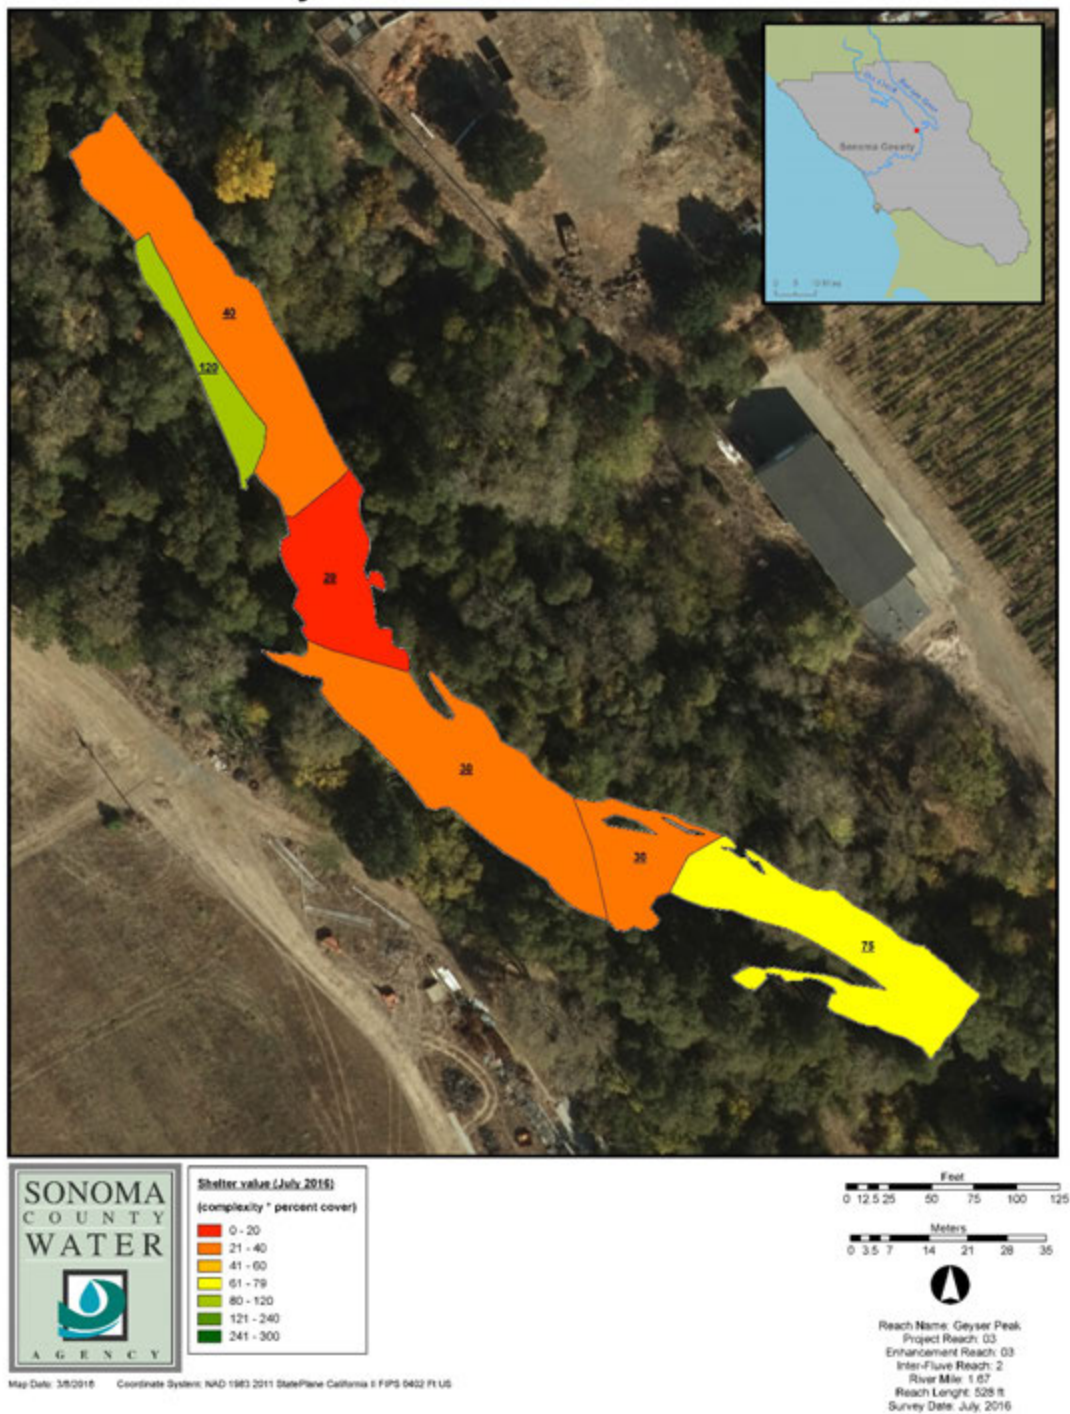 Sonoma County
40
120
20
30
30
75
SONOMA
COUNTY
WATER
AGENCY
Shelter value (July 2016)
(complexity * percent cover)
0 - 20
21 - 40
41 - 60
61 - 79
80 - 120
121 - 240
241 - 300
Feet
0 12.5 25 50 75 100 125
Meters
0 3.5 7 14 21 28 35
Reach Name: Geyser Peak
Project Reach: 03
Enhancement Reach: 03
Inter-Fluve Reach: 2
River Mile: 1.67
Reach Lenght: 528 ft
Survey Date: July, 2016
Map Date: 3/8/2016 Coordinate System: NAD 1983 2011 StatePlane California II FIPS 0402 Ft US